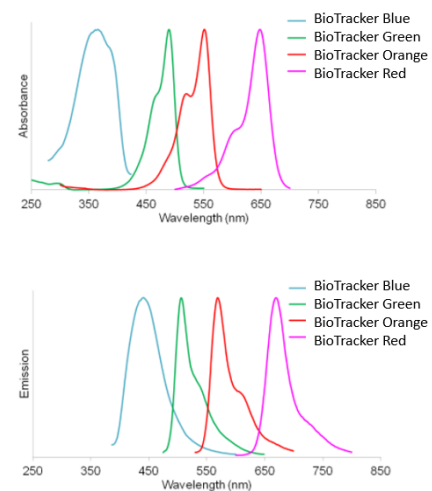 BioTracker Blue
BioTracker Green
BioTracker Orange
BioTracker Red
Absorbance
250 350 450 550 650 750 850
Wavelength (nm)
BioTracker Blue
BioTracker Green
BioTracker Orange
BioTracker Red
Emission
250 350 450 550 650 750 850
Wavelength (nm)